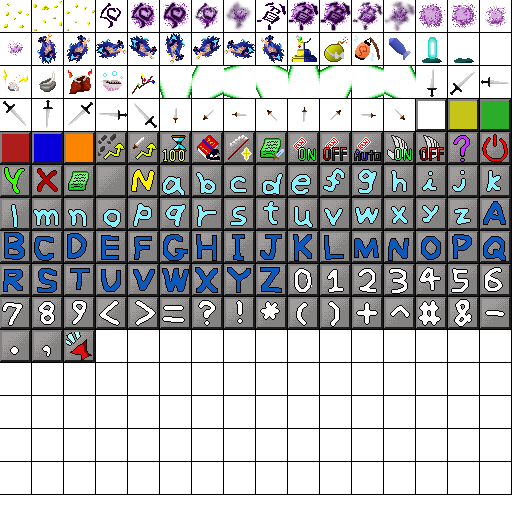 100 ON OFF Auto ON OFF ?
Y X N a b c d e f g h i j k
l m n o p q r s t u v w x y z A
B C D E F G H I J K L M N O P Q
R S T U V W X Y Z 0 1 2 3 4 5 6
7 8 9 < > = ? ! * ( ) + ^ # & -
. ,